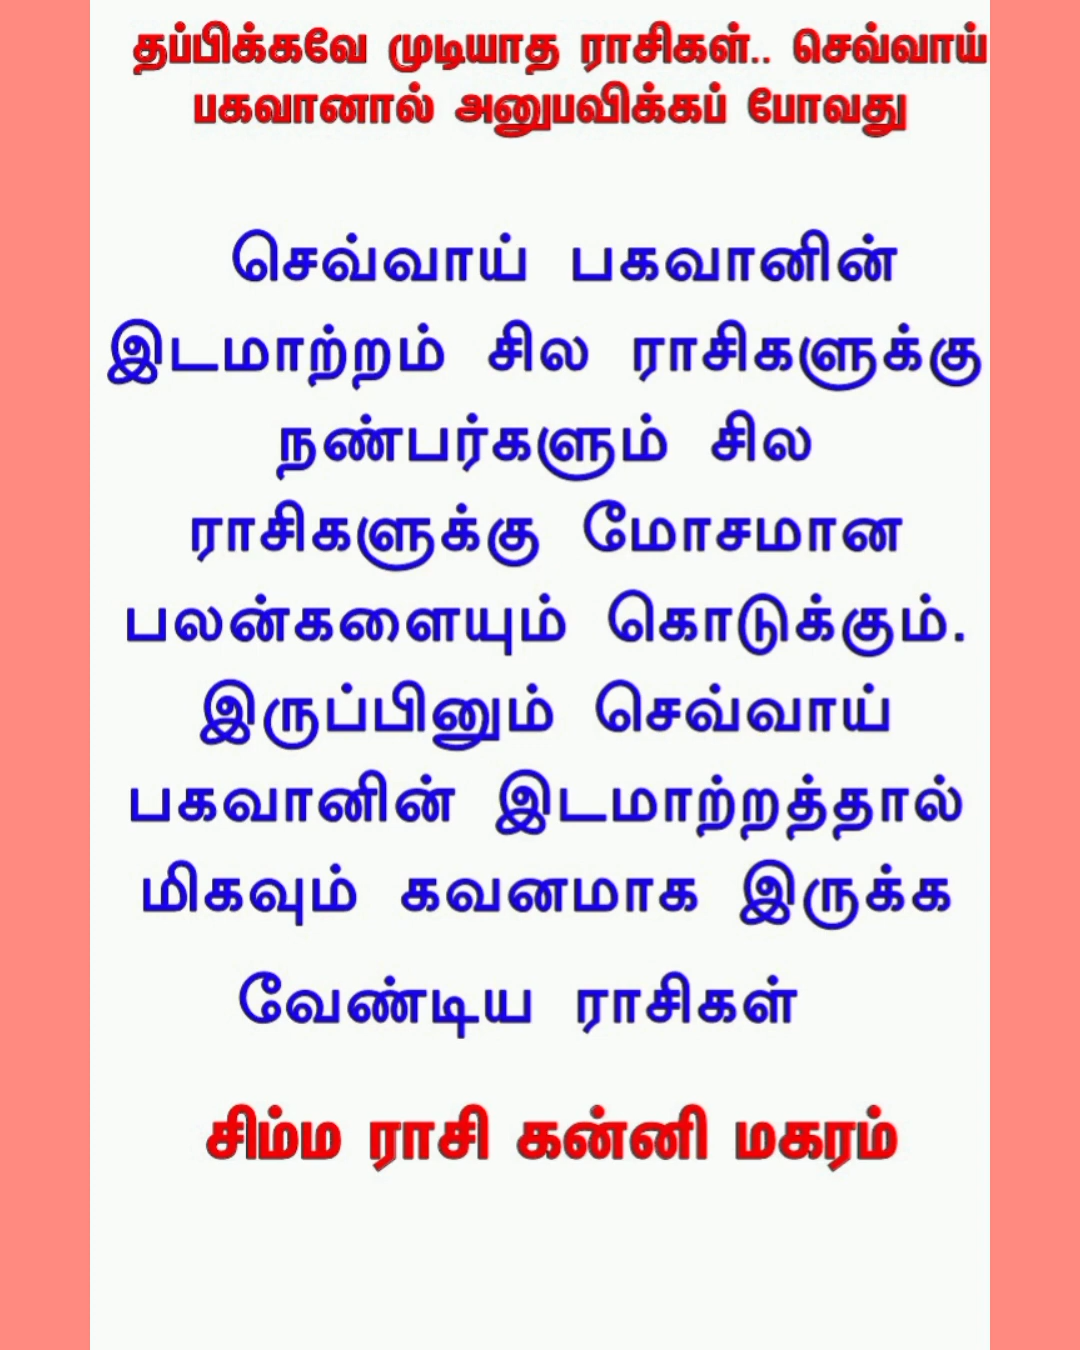 தப்பிக்கவே முடியாத ராசிகள்.. செவ்வாய்
பகவானால் அனுபவிக்கப் போவது
செவ்வாய் பகவானின்
இடமாற்றம் சில ராசிகளுக்கு
நண்பர்களும் சில
ராசிகளுக்கு மோசமான
பலன்களையும் கொடுக்கும்.
இருப்பினும் செவ்வாய்
பகவானின் இடமாற்றத்தால்
மிகவும் கவனமாக இருக்க
வேண்டிய ராசிகள்
சிம்ம ராசி கன்னி மகரம்